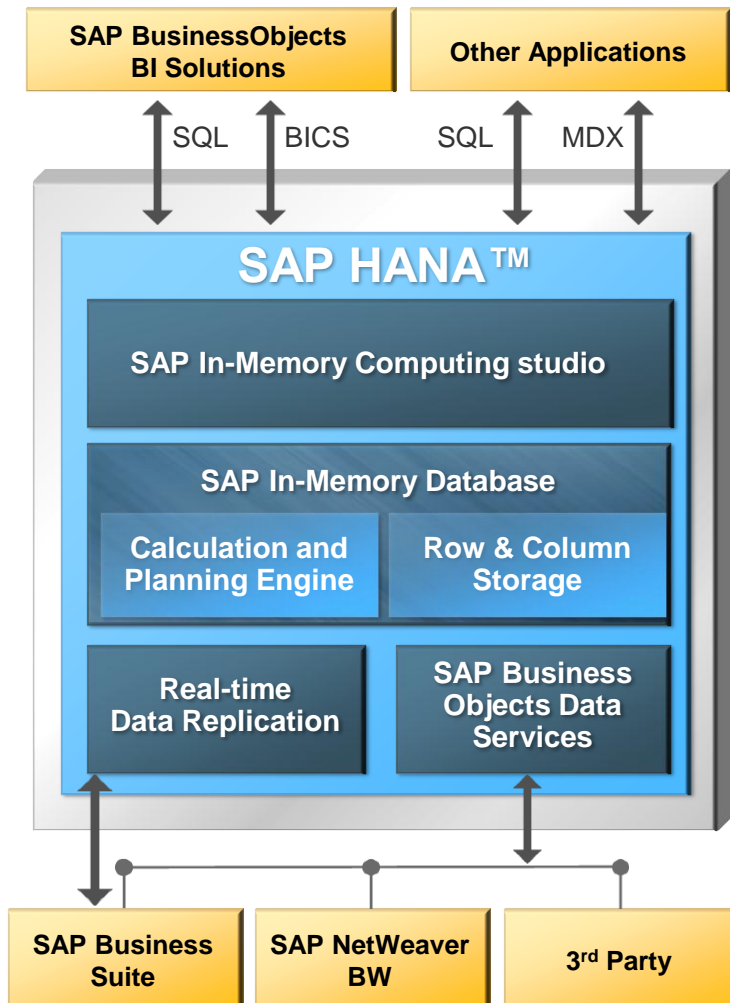 SAP BusinessObjects
BI Solutions
Other Applications
SQL
BICS
SQL
MDX
SAP HANA™
SAP In-Memory Computing studio
SAP In-Memory Database
Calculation and
Planning Engine
Row & Column
Storage
Real-time
Data Replication
SAP Business
Objects Data
Services
SAP Business
Suite
SAP NetWeaver
BW
3rd Party